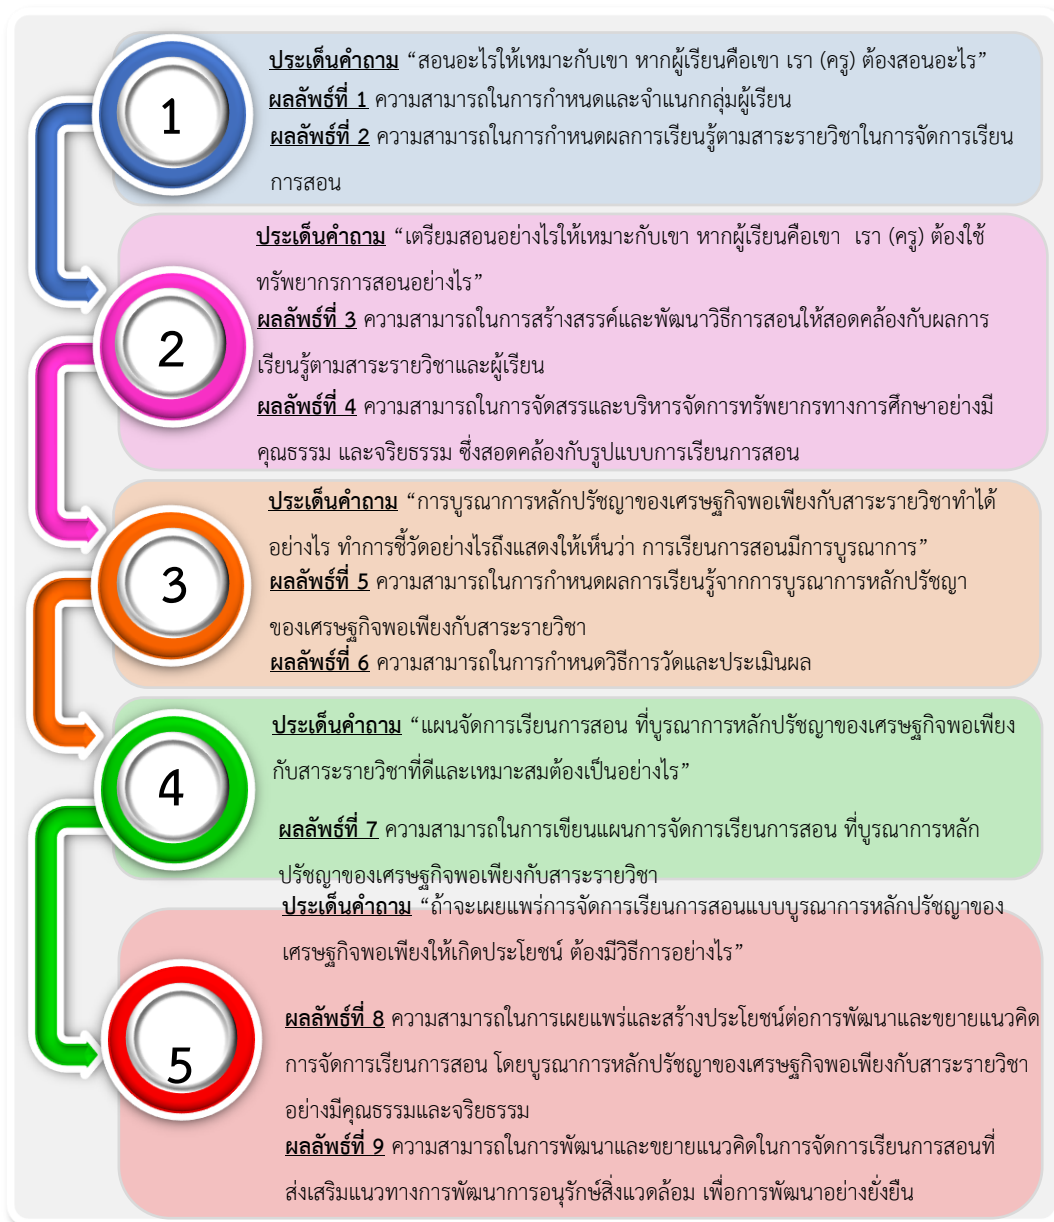 1
ประเด็นคำถาม “สอนอะไรให้เหมาะกับเขา หากผู้เรียนคือเขา เรา (ครู) ต้องสอนอะไร”
ผลลัพธ์ที่ 1 ความสามารถในการกำหนดและจำแนกกลุ่มผู้เรียน
ผลลัพธ์ที่ 2 ความสามารถในการกำหนดผลการเรียนรู้ตามสาระรายวิชาในการจัดการเรียน
การสอน
2
ประเด็นคำถาม “เตรียมสอนอย่างไรให้เหมาะกับเขา หากผู้เรียนคือเขา เรา (ครู) ต้องใช้
ทรัพยากรการสอนอย่างไร”
ผลลัพธ์ที่ 3 ความสามารถในการสร้างสรรค์และพัฒนาวิธีการสอนให้สอดคล้องกับผลการ
เรียนรู้ตามสาระรายวิชาและผู้เรียน
ผลลัพธ์ที่ 4 ความสามารถในการจัดสรรและบริหารจัดการทรัพยากรทางการศึกษาอย่างมี
คุณธรรม และจริยธรรม ซึ่งสอดคล้องกับรูปแบบการเรียนการสอน
3
ประเด็นคำถาม “การบูรณาการหลักปรัชญาของเศรษฐกิจพอเพียงกับสาระรายวิชาทำได้
อย่างไร ทำการชี้วัดอย่างไรถึงแสดงให้เห็นว่า การเรียนการสอนมีการบูรณาการ”
ผลลัพธ์ที่ 5 ความสามารถในการกำหนดผลการเรียนรู้จากการบูรณาการหลักปรัชญา
ของเศรษฐกิจพอเพียงกับสาระรายวิชา
ผลลัพธ์ที่ 6 ความสามารถในการกำหนดวิธีการวัดและประเมินผล
4
ประเด็นคำถาม “แผนจัดการเรียนการสอน ที่บูรณาการหลักปรัชญาของเศรษฐกิจพอเพียง
กับสาระรายวิชาที่ดีและเหมาะสมต้องเป็นอย่างไร”
ผลลัพธ์ที่ 7 ความสามารถในการเขียนแผนการจัดการเรียนการสอน ที่บูรณาการหลัก
ปรัชญาของเศรษฐกิจพอเพียงกับสาระรายวิชา
5
ประเด็นคำถาม “ถ้าจะเผยแพร่การจัดการเรียนการสอนแบบบูรณาการหลักปรัชญาของ
เศรษฐกิจพอเพียงให้เกิดประโยชน์ ต้องมีวิธีการอย่างไร”
ผลลัพธ์ที่ 8 ความสามารถในการเผยแพร่และสร้างประโยชน์ต่อการพัฒนาและขยายแนวคิด
การจัดการเรียนการสอน โดยบูรณาการหลักปรัชญาของเศรษฐกิจพอเพียงกับสาระรายวิชา
อย่างมีคุณธรรมและจริยธรรม
ผลลัพธ์ที่ 9 ความสามารถในการพัฒนาและขยายแนวคิดในการจัดการเรียนการสอนที่
ส่งเสริมแนวทางการพัฒนาการอนุรักษ์สิ่งแวดล้อม เพื่อการพัฒนาอย่างยั่งยืน